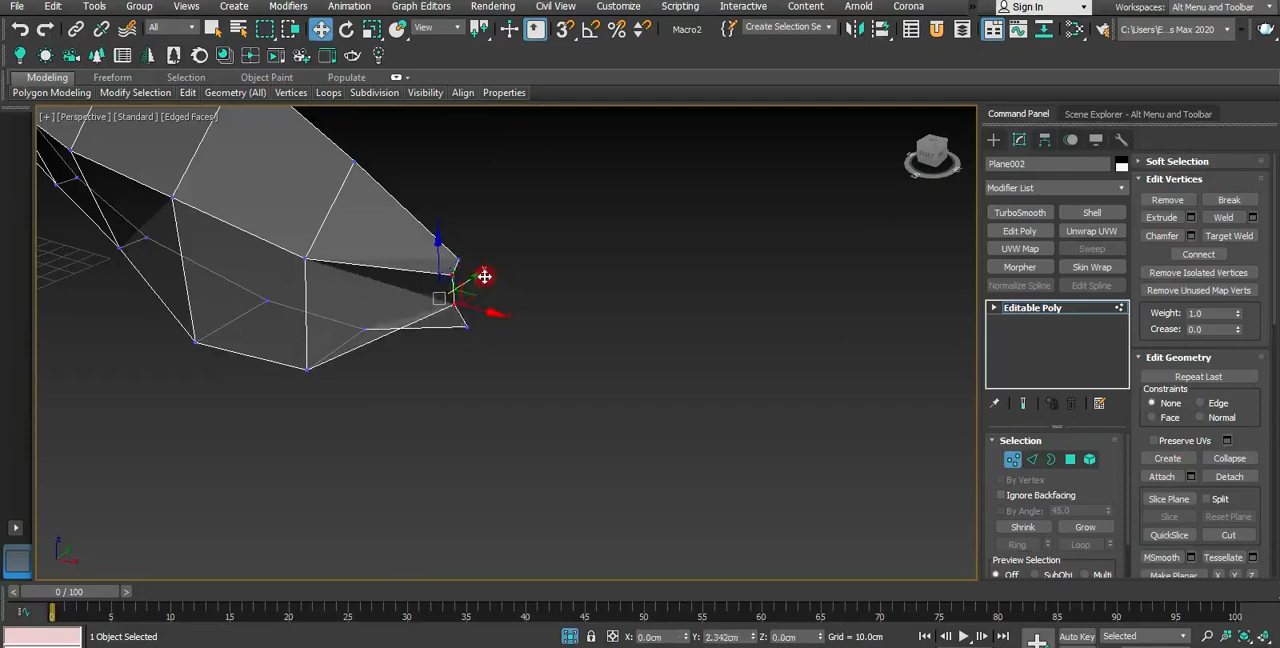 File Edit Tools Group Views Create Modifiers Animation Graph Editors Rendering Civil View Customize Scripting Interactive Content Arnold Corona » Sign In Workspaces: Alt Menu and Toolbar
All View Macro2 Create Selection Se C:\Users\E...s Max 2020
Modeling Freeform Selection Object Paint Populate
Polygon Modeling Modify Selection Edit Geometry (All) Vertices Loops Subdivision Visibility Align Properties
[+] [Perspective] [Standard] [Edged Faces]
Command Panel Scene Explorer - Alt Menu and Toolbar
Plane002
Modifier List
TurboSmooth Shell
Edit Poly Unwrap UVW
UVW Map Sweep
Morpher Skin Wrap
Normalize Spline Edit Spline
Editable Poly
Selection
By Vertex
Ignore Backfacing
By Angle: 45.0
Shrink Grow
Ring Loop
Preview Selection
Off SubObj Multi
Soft Selection
Edit Vertices
Remove Break
Extrude Weld
Chamfer Target Weld
Connect
Remove Isolated Vertices
Remove Unused Map Verts
Weight: 1.0
Crease: 0.0
Edit Geometry
Repeat Last
Constraints
None Edge
Face Normal
Preserve UVs
Create Collapse
Attach Detach
Slice Plane Split
Slice Reset Plane
QuickSlice Cut
MSmooth Tessellate
Make Planar X Y Z
z
x
< 0 / 100 >
0 5 10 15 20 25 30 35 40 45 50 55 60 65 70 75 80 85 90 95 100
1 Object Selected X: 0.0cm Y: 2.342cm Z: 0.0cm Grid = 10.0cm Auto Key Selected